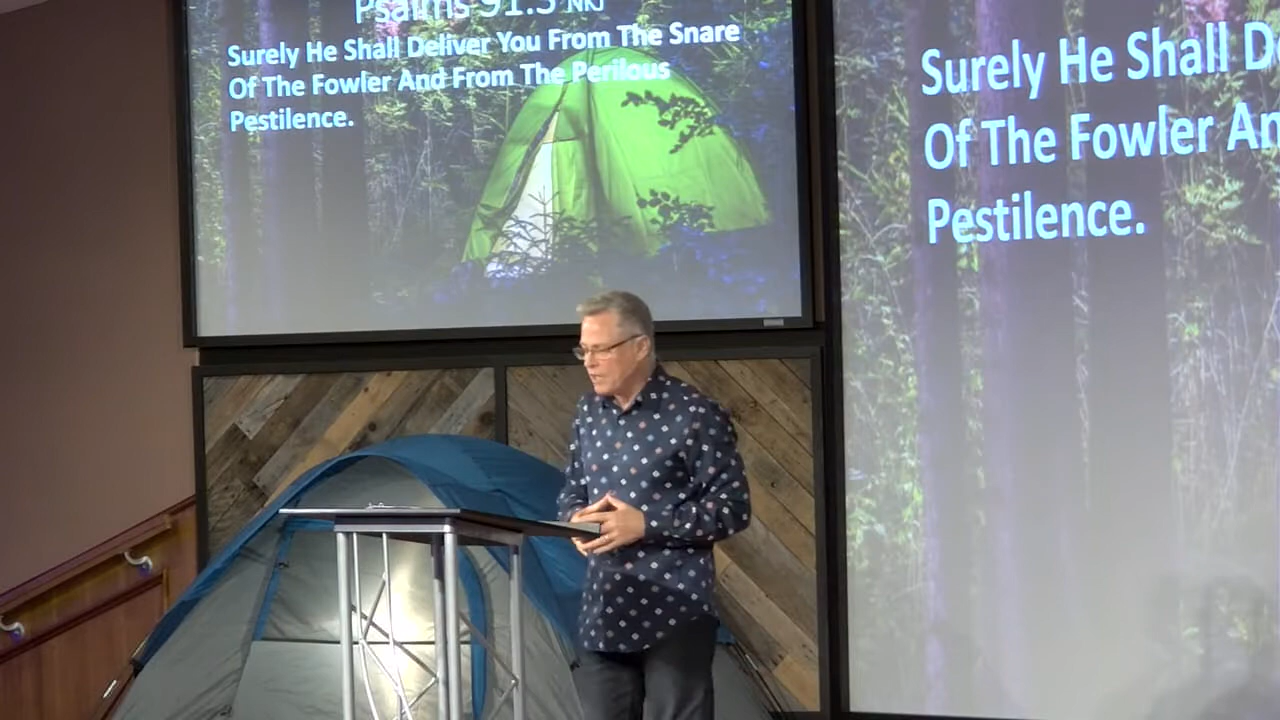 Psalms 91:3 NKJ
Surely He Shall Deliver You From The Snare
Of The Fowler And From The Perilous
Pestilence.
Surely He Shall D
Of The Fowler An
Pestilence.